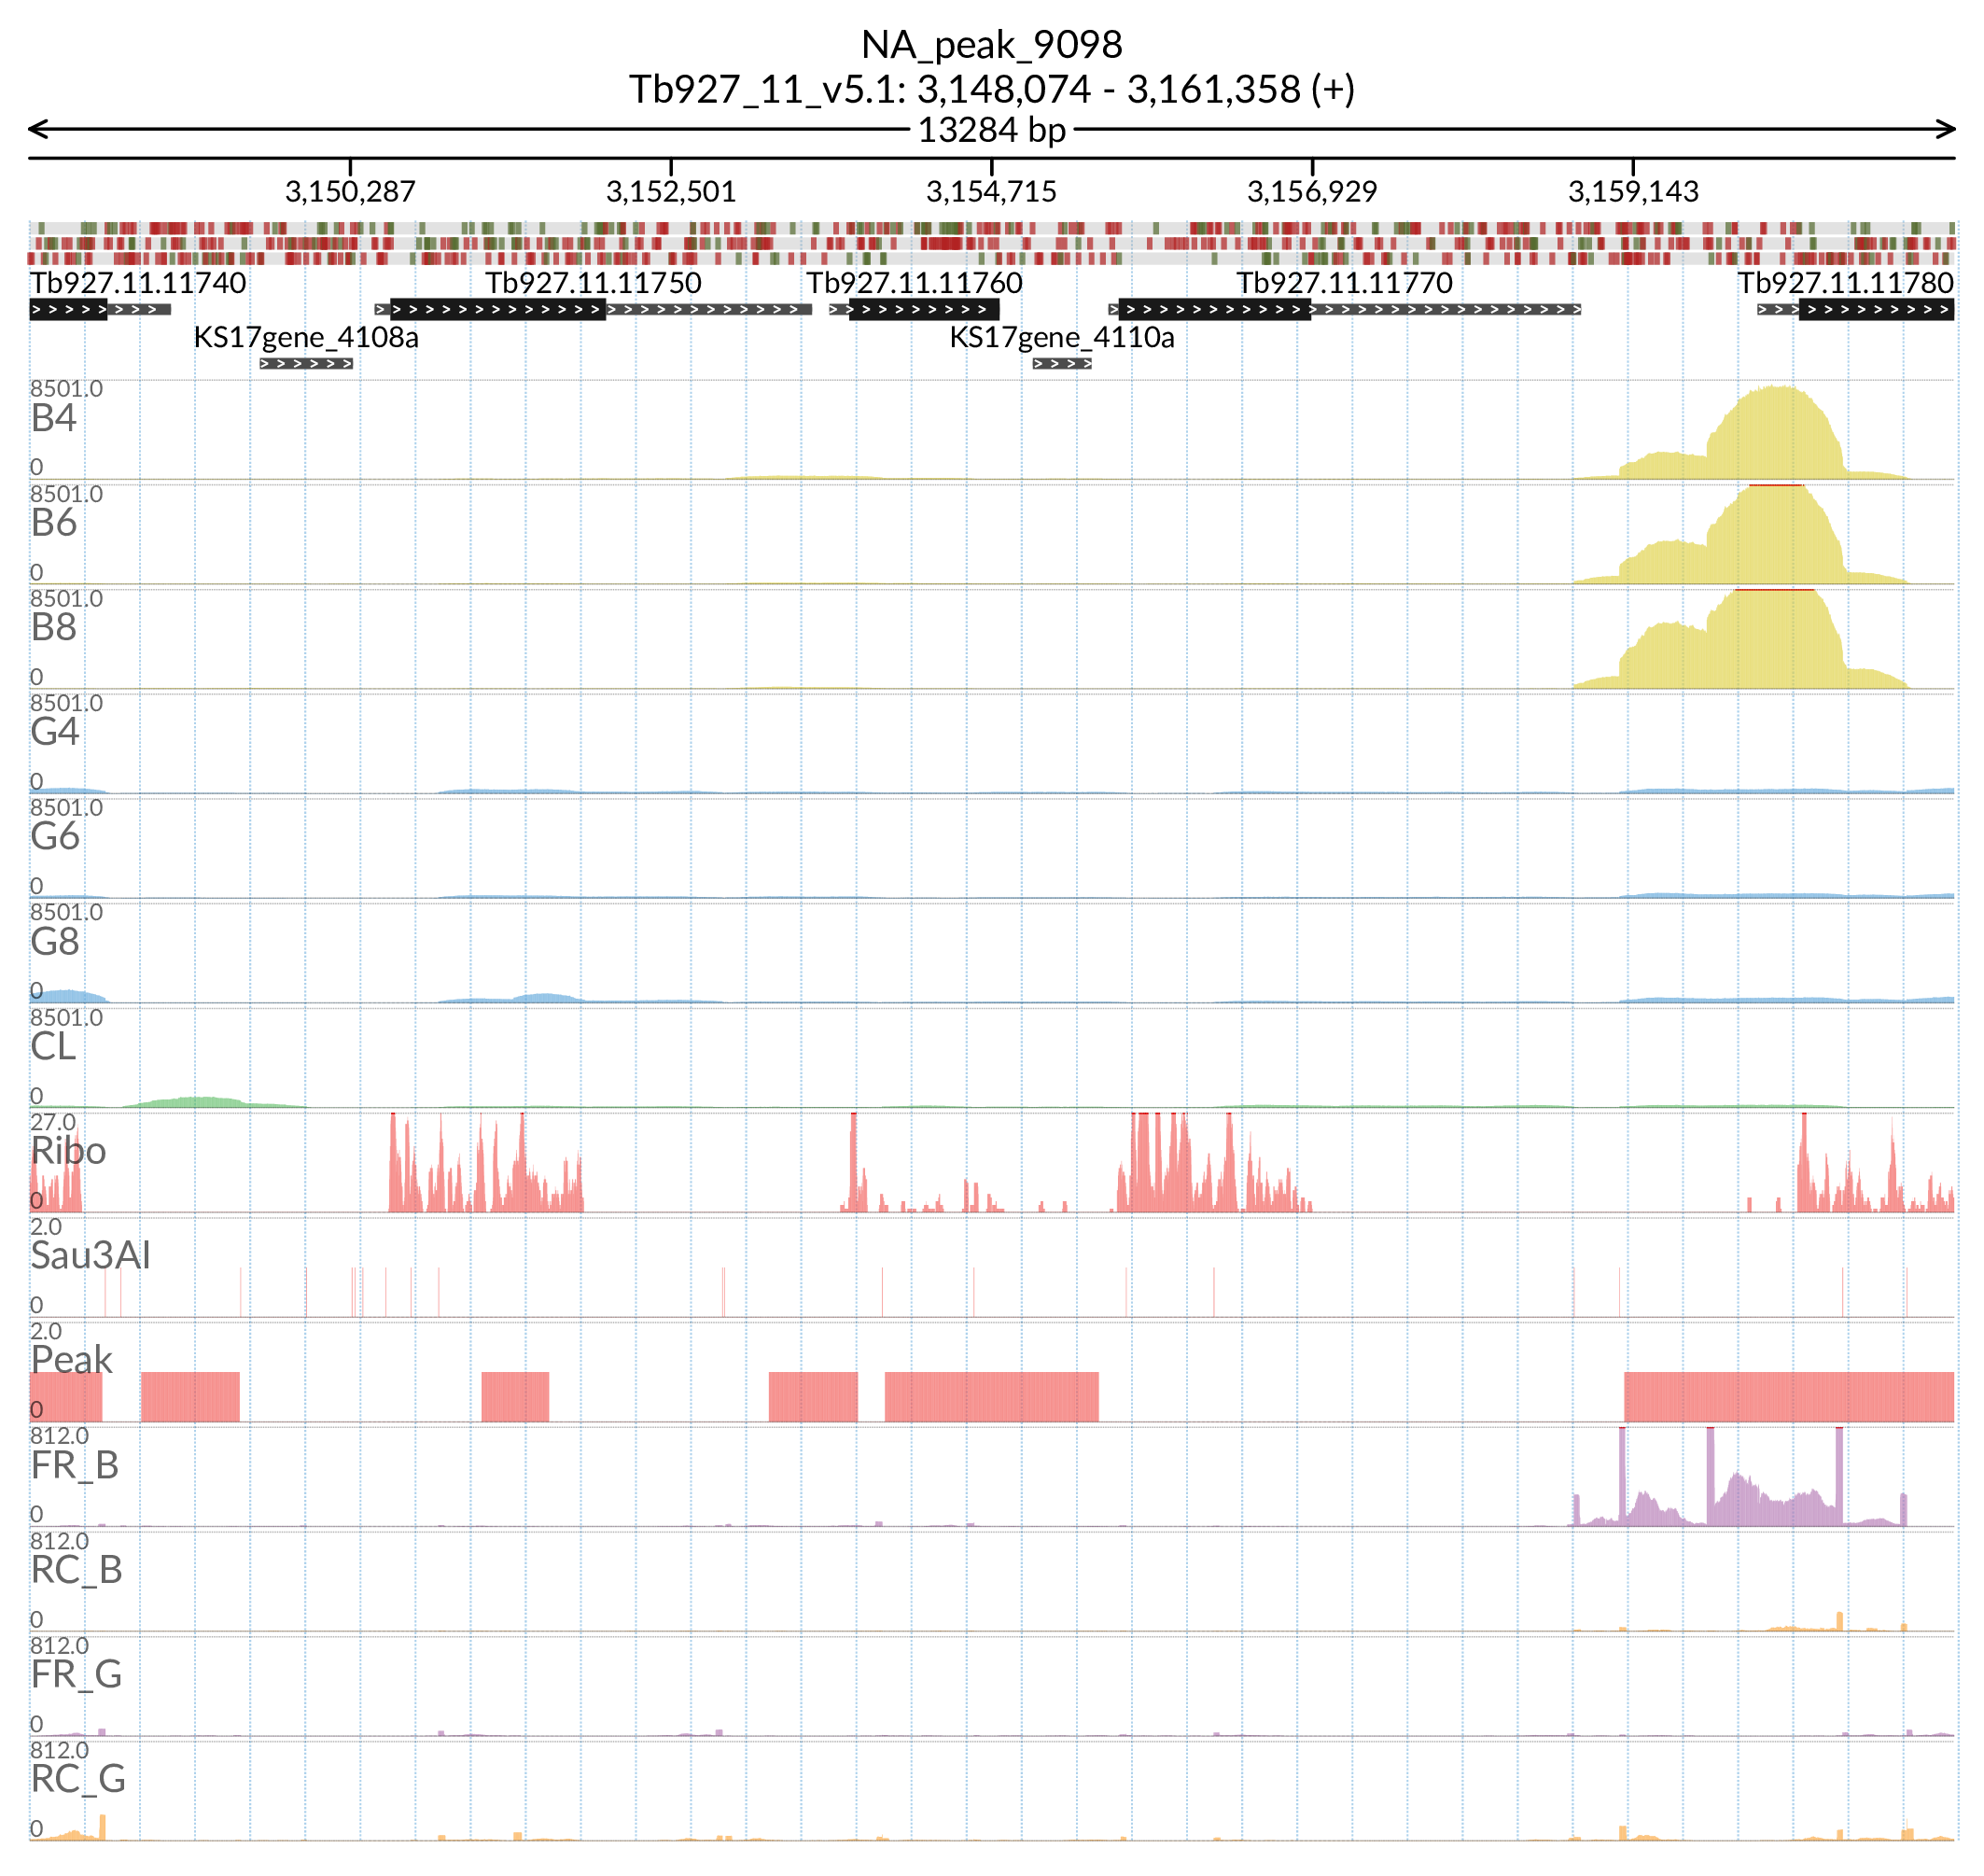 NA_peak_9098
Tb927_11_v5.1: 3,148,074 - 3,161,358 (+)
13284 bp
3,150,287 3,152,501 3,154,715 3,156,929 3,159,143
Tb927.11.11740 Tb927.11.11750 Tb927.11.11760 Tb927.11.11770 Tb927.11.11780
KS17gene_4108a KS17gene_4110a
8501.0
B4
0
8501.0
B6
0
8501.0
B8
0
8501.0
G4
0
8501.0
G6
0
8501.0
G8
0
8501.0
CL
0
27.0
Ribo
0
2.0
Sau3AI
0
2.0
Peak
0
812.0
FR_B
0
812.0
RC_B
0
812.0
FR_G
0
812.0
RC_G
0